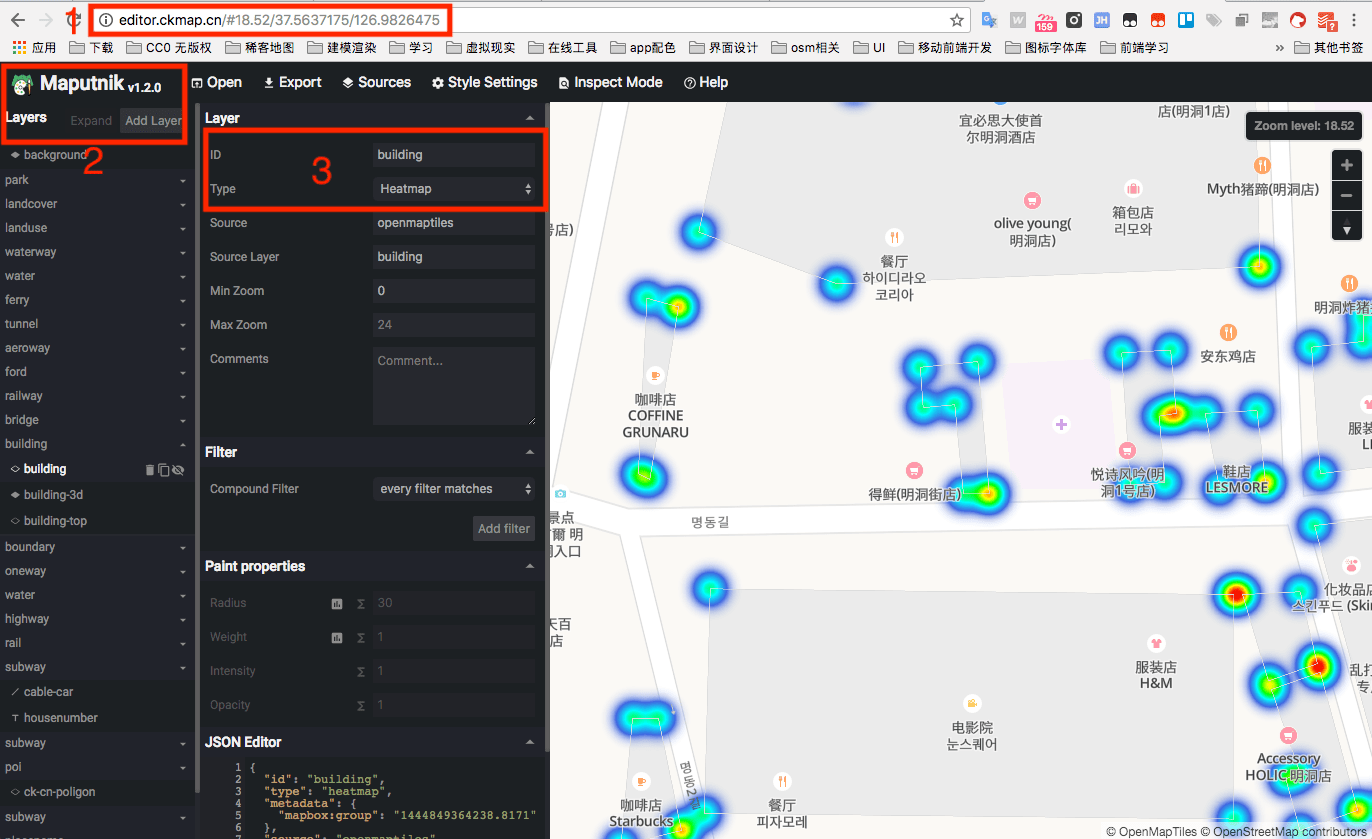 1
editor.ckmap.cn/#18.52/37.5637175/126.9826475
159
JH
应用
下载
CC0 无版权
稀客地图
建模渲染
学习
虚拟现实
在线工具
app配色
界面设计
osm相关
UI
移动前端开发
图标字体库
前端学习
»
其他书签
Maputnik v1.2.0
Open
Export
Sources
Style Settings
Inspect Mode
Help
Layers
Expand
Add Layer
2
background
park
landcover
landuse
waterway
water
ferry
tunnel
aeroway
ford
railway
bridge
building
building
building-3d
building-top
boundary
oneway
water
highway
rail
subway
cable-car
housenumber
subway
poi
ck-cn-poligon
subway
Layer
3
ID
building
Type
Heatmap
Source
openmaptiles
Source Layer
building
Min Zoom
0
Max Zoom
24
Comments
Comment...
Filter
Compound Filter
every filter matches
Add filter
Paint properties
Radius
30
Weight
1
Intensity
1
Opacity
1
JSON Editor
1 {
2 "id": "building",
3 "type": "heatmap",
4 "metadata": {
5 "mapbox:group": "1444849364238.8171"
6 },
7 "source": "openmaptiles"
Zoom level: 18.52
宜必思大使首
尔明洞酒店
店(明洞1店)
Myth猪蹄(明洞店)
olive young(
明洞店)
箱包店
리모와
号店)
餐厅
하이디라오
코리아
明洞炸猪
安东鸡店
咖啡店
COFFINE
GRUNARU
服装
悦诗风吟(明
洞1号店)
鞋店
LESMORE
得鲜(明洞街店)
명동길
景点
尔 明
入口
化妆品店
스킨푸드 (Ski
天百
店
服装店
H&M
乱打
专
电影院
눈스퀘어
명동2길
Accessory
HOLIC 明洞店
咖啡店
Starbucks
餐厅
피자모레
© OpenMapTiles © OpenStreetMap contributors